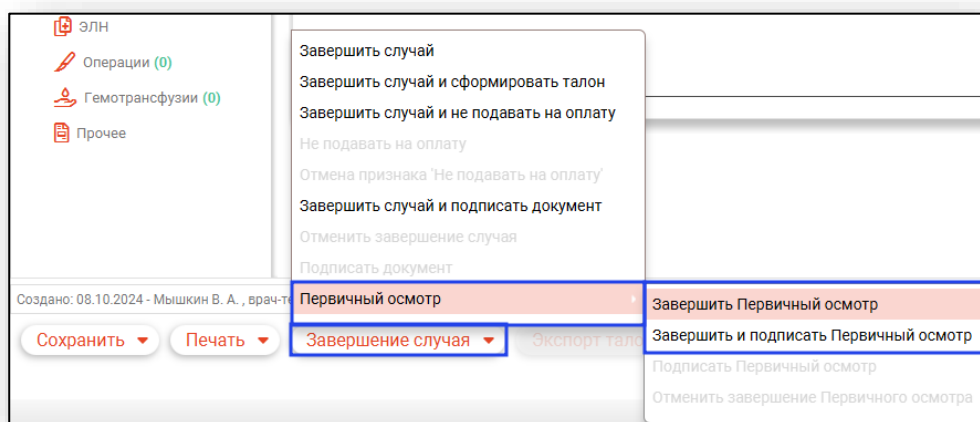 ЭЛН
Операции (0)
Гемотрансфузии (0)
Прочее
Завершить случай
Завершить случай и сформировать талон
Завершить случай и не подавать на оплату
Не подавать на оплату
Отмена признака 'Не подавать на оплату'
Завершить случай и подписать документ
Отменить завершение случая
Подписать документ
Первичный осмотр
Завершить Первичный осмотр
Завершить и подписать Первичный осмотр
Подписать Первичный осмотр
Отменить завершение Первичного осмотра
Создано: 08.10.2024 - Мышкин В. А. , врач-те
Сохранить Печать Завершение случая Экспорт тало